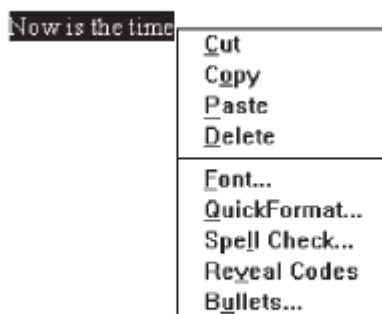 Now is the time
Cut
Copy
Paste
Delete
Font...
QuickFormat...
Spell Check...
Reveal Codes
Bullets...